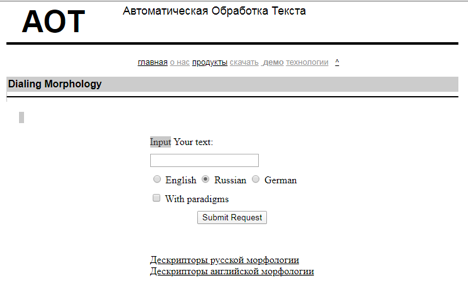 АОТ
Автоматическая Обработка Текста
главная о нас продукты скачать демо технологии ^
Dialing Morphology
Input Your text:
English Russian German
With paradigms
Submit Request
Дескрипторы русской морфологии
Дескрипторы английской морфологии